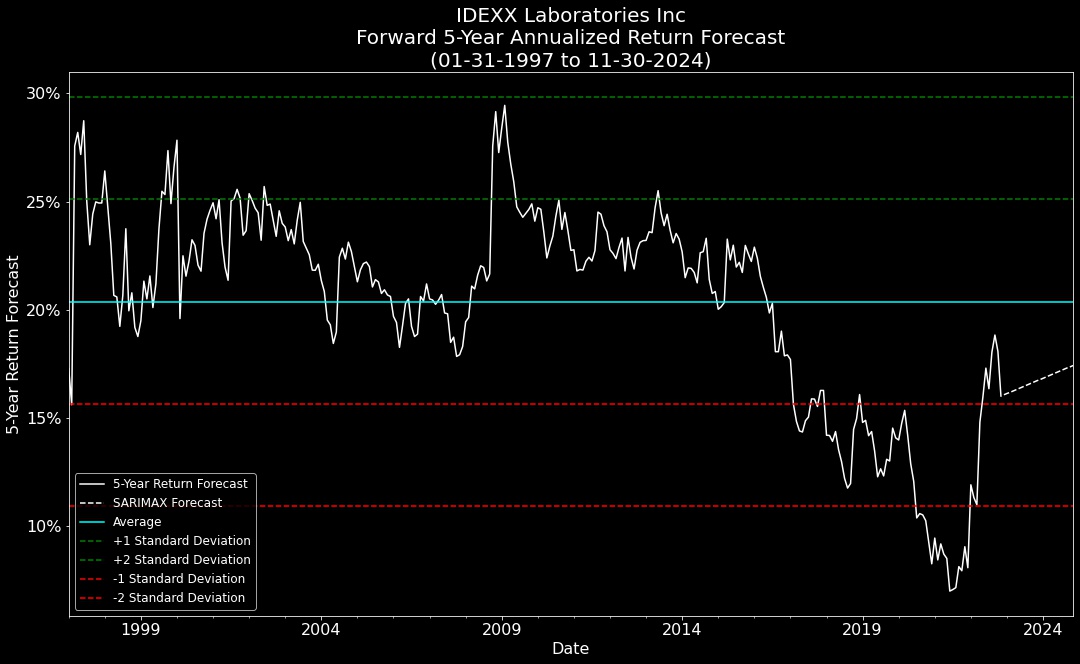 IDEXX Laboratories Inc
Forward 5-Year Annualized Return Forecast
(01-31-1997 to 11-30-2024)
30%
25%
20%
15%
10%
5-Year Return Forecast
5-Year Return Forecast
SARIMAX Forecast
Average
+1 Standard Deviation
+2 Standard Deviation
-1 Standard Deviation
-2 Standard Deviation
1999
2004
2009
2014
2019
2024
Date